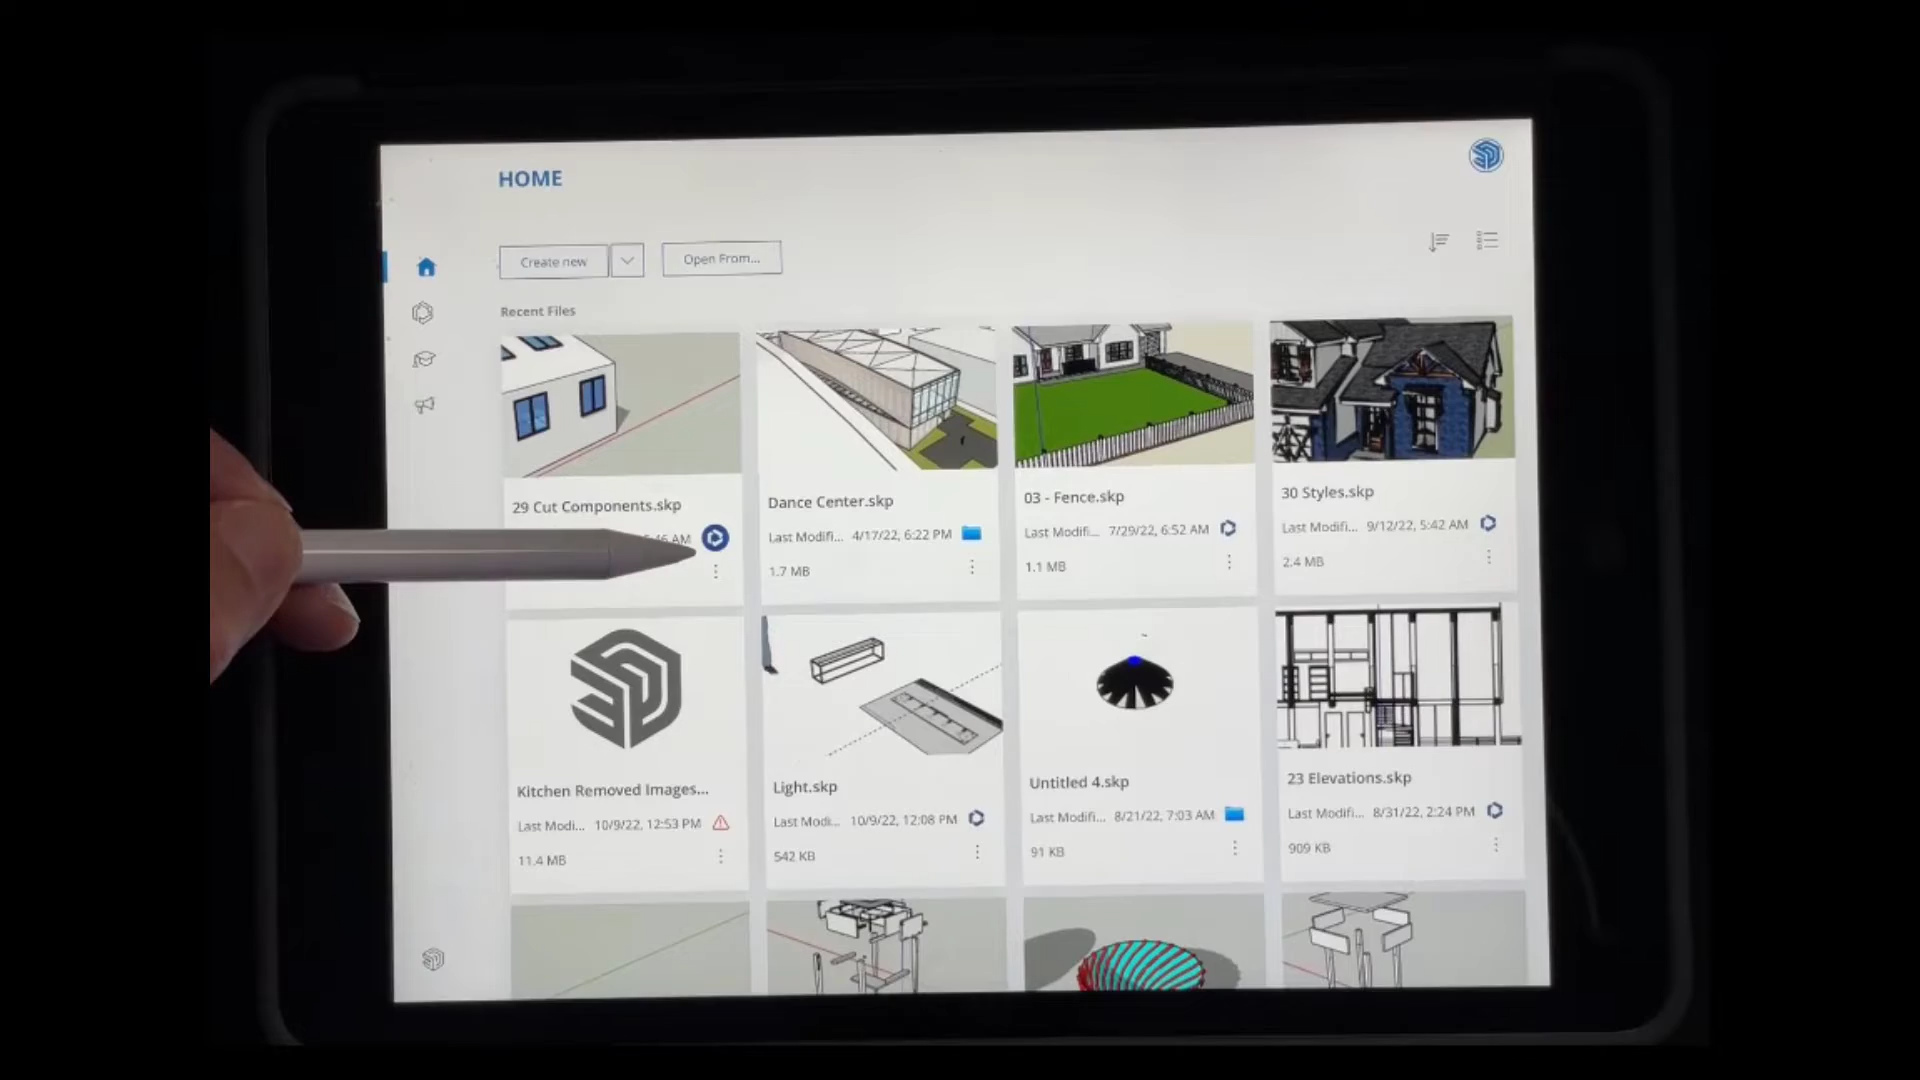 HOME
Create new
Open From...
Recent Files
29 Cut Components.skp
5:46 AM
Dance Center.skp
Last Modifi... 4/17/22, 6:22 PM
1.7 MB
03 - Fence.skp
Last Modifi... 7/29/22, 6:52 AM
1.1 MB
30 Styles.skp
Last Modifi... 9/12/22, 5:42 AM
2.4 MB
Kitchen Removed Images...
Last Modi... 10/9/22, 12:53 PM
11.4 MB
Light.skp
Last Modi... 10/9/22, 12:08 PM
542 KB
Untitled 4.skp
Last Modifi... 8/21/22, 7:03 AM
91 KB
23 Elevations.skp
Last Modifi... 8/31/22, 2:24 PM
909 KB